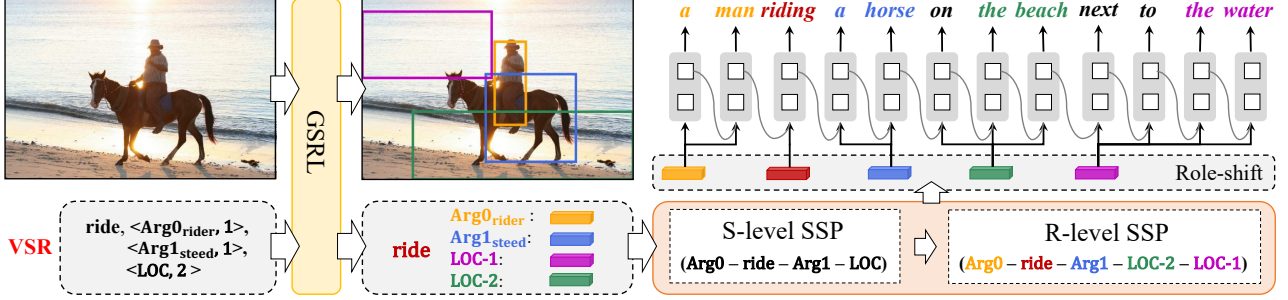 a man riding a horse on the beach next to the water
GSRL
Role-shift
VSR
ride, <Arg0rider, 1>,
<Arg1steed, 1>,
<LOC, 2 >
ride
Arg0rider :
Arg1steed:
LOC-1:
LOC-2:
S-level SSP
(Arg0 – ride – Arg1 – LOC)
R-level SSP
(Arg0 – ride – Arg1 – LOC-2 – LOC-1)